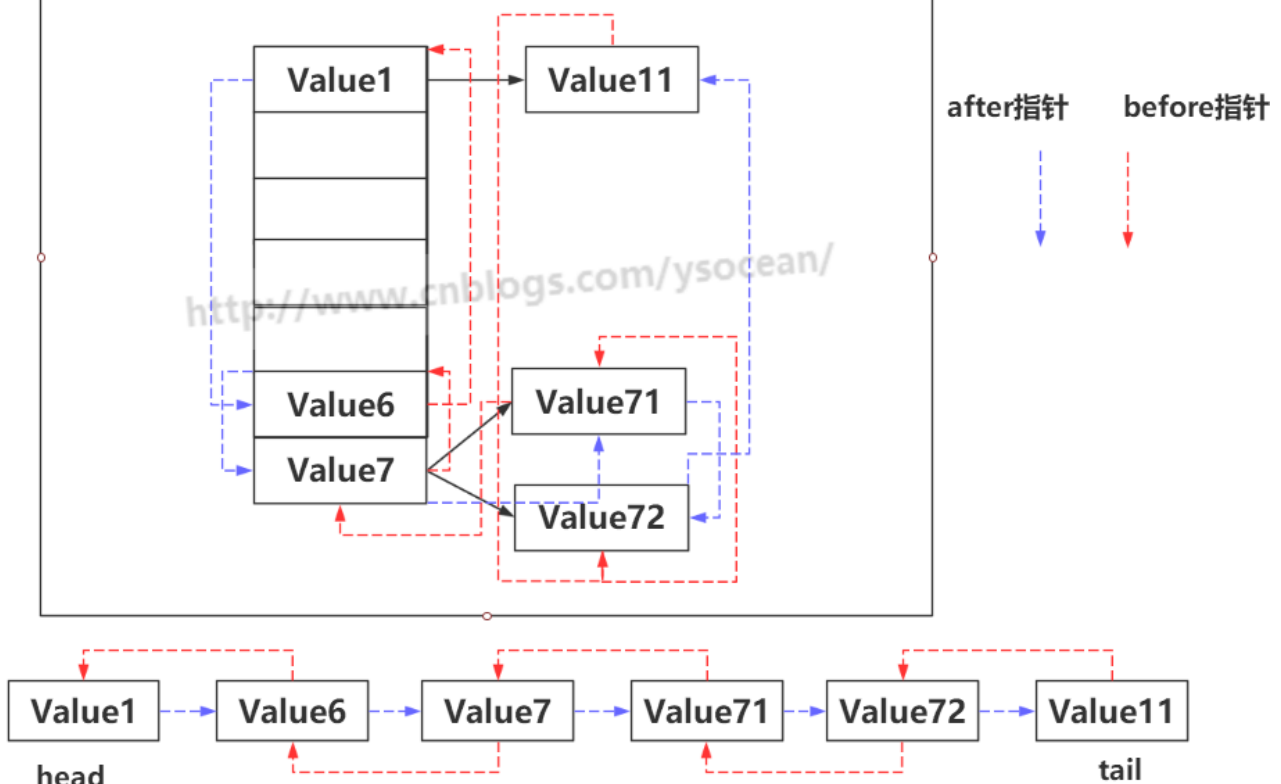 Value1
Value11
after指针
before指针
http://www.cnblogs.com/ysocean/
Value6
Value71
Value7
Value72
Value1
Value6
Value7
Value71
Value72
Value11
head
tail